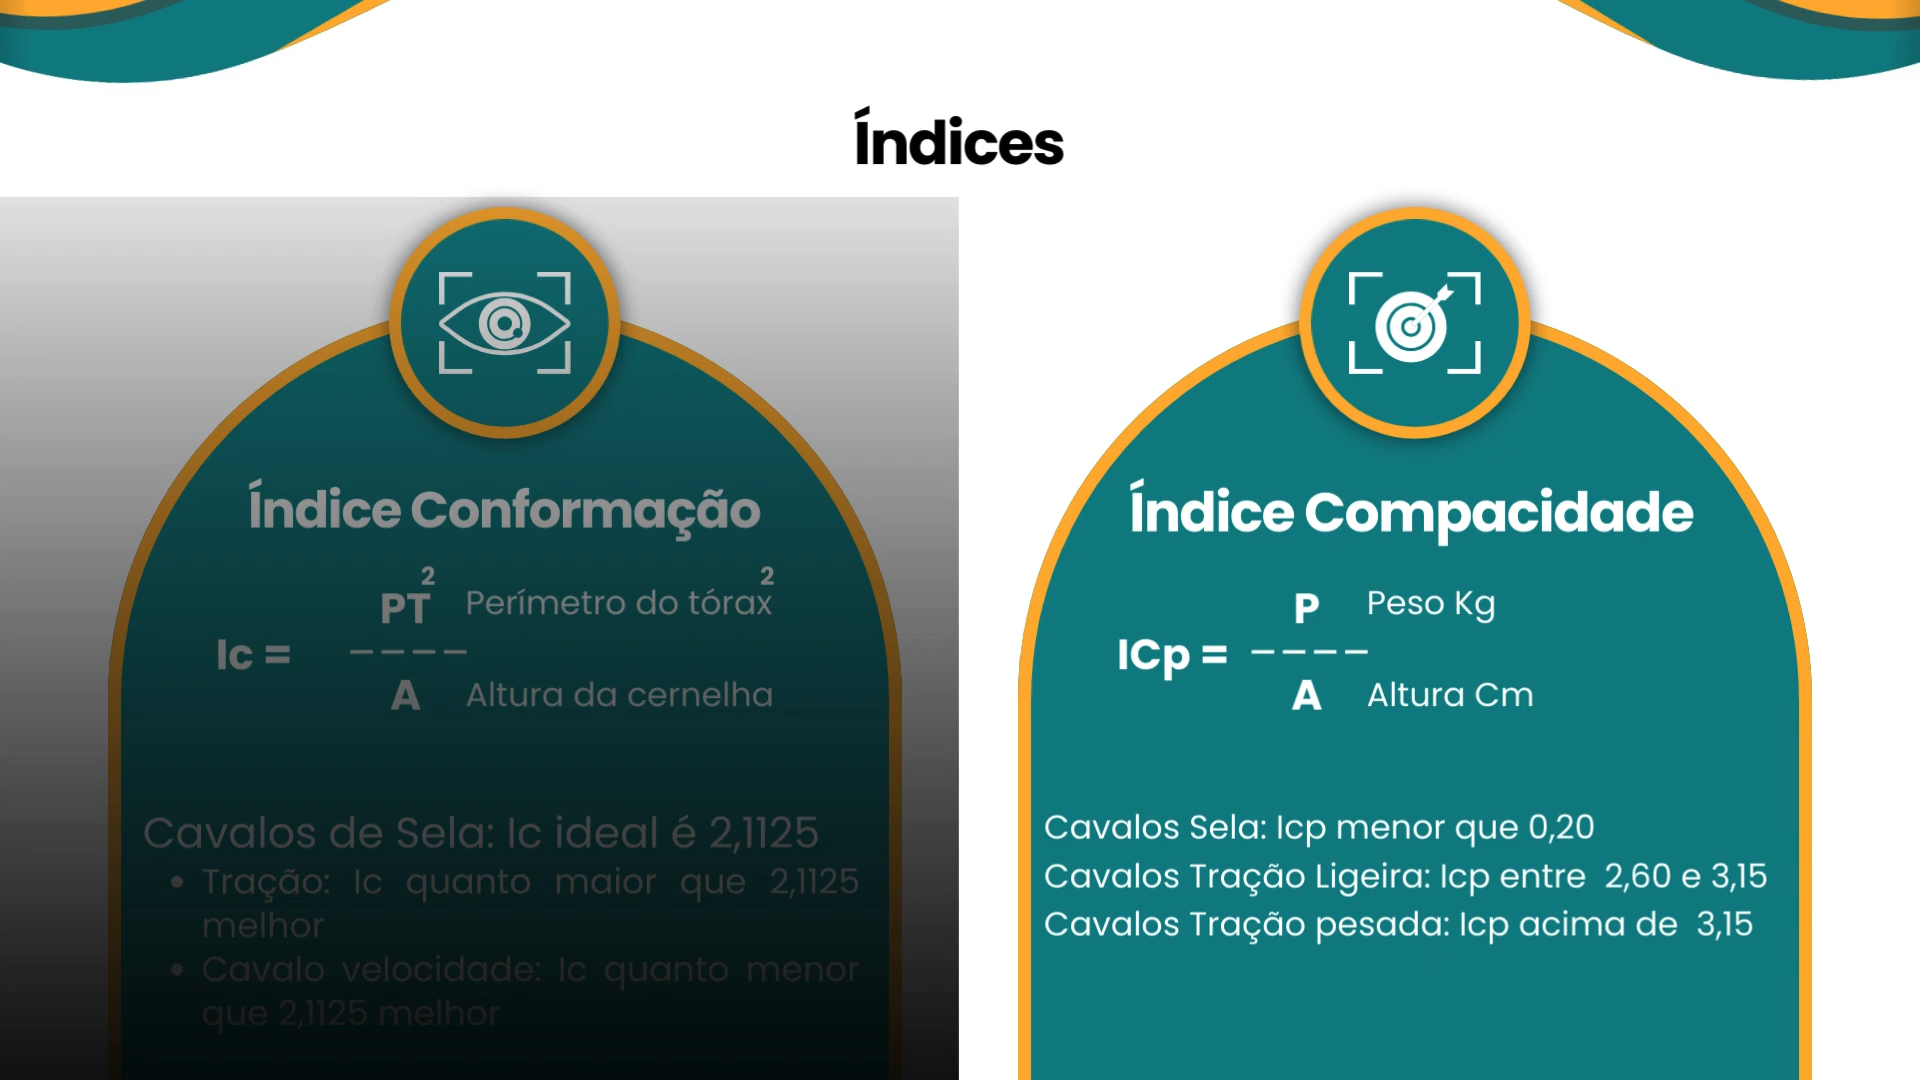 Índices
Índice Conformação
2
2
PT Perímetro do tórax
Ic = ----
A Altura da cernelha
Cavalos de Sela: Ic ideal é 2,1125
• Tração: Ic quanto maior que 2,1125
melhor
• Cavalo velocidade: Ic quanto menor
que 2,1125 melhor
Índice Compacidade
P Peso Kg
ICp = ----
A Altura Cm
Cavalos Sela: Icp menor que 0,20
Cavalos Tração Ligeira: Icp entre 2,60 e 3,15
Cavalos Tração pesada: Icp acima de 3,15